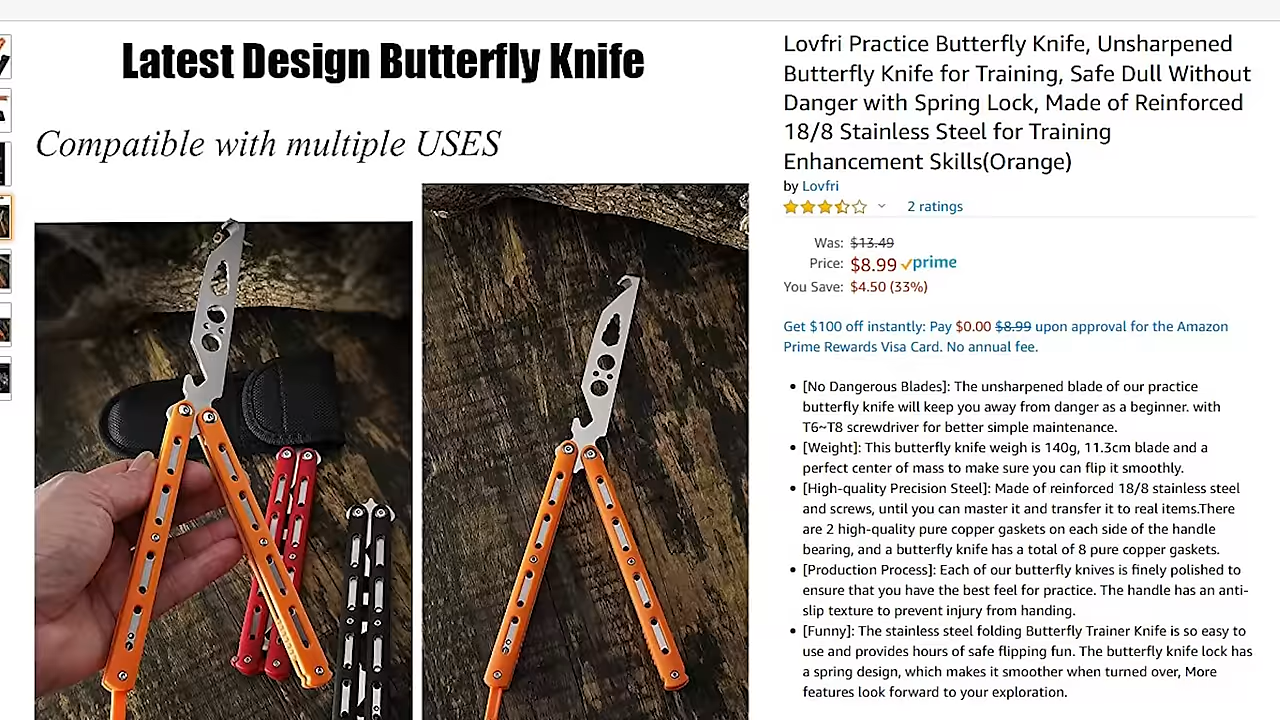 Latest Design Butterfly Knife
Compatible with multiple USES
Lovfri Practice Butterfly Knife, Unsharpened
Butterfly Knife for Training, Safe Dull Without
Danger with Spring Lock, Made of Reinforced
18/8 Stainless Steel for Training
Enhancement Skills(Orange)
by Lovfri
2 ratings
Was: $13.49
Price: $8.99 prime
You Save: $4.50 (33%)
Get $100 off instantly: Pay $0.00 $8.99 upon approval for the Amazon
Prime Rewards Visa Card. No annual fee.
• [No Dangerous Blades]: The unsharpened blade of our practice
butterfly knife will keep you away from danger as a beginner. with
T6~T8 screwdriver for better simple maintenance.
• [Weight]: This butterfly knife weigh is 140g, 11.3cm blade and a
perfect center of mass to make sure you can flip it smoothly.
• [High-quality Precision Steel]: Made of reinforced 18/8 stainless steel
and screws, until you can master it and transfer it to real items.There
are 2 high-quality pure copper gaskets on each side of the handle
bearing, and a butterfly knife has a total of 8 pure copper gaskets.
• [Production Process]: Each of our butterfly knives is finely polished to
ensure that you have the best feel for practice. The handle has an anti-
slip texture to prevent injury from handing.
• [Funny]: The stainless steel folding Butterfly Trainer Knife is so easy to
use and provides hours of safe flipping fun. The butterfly knife lock has
a spring design, which makes it smoother when turned over, More
features look forward to your exploration.